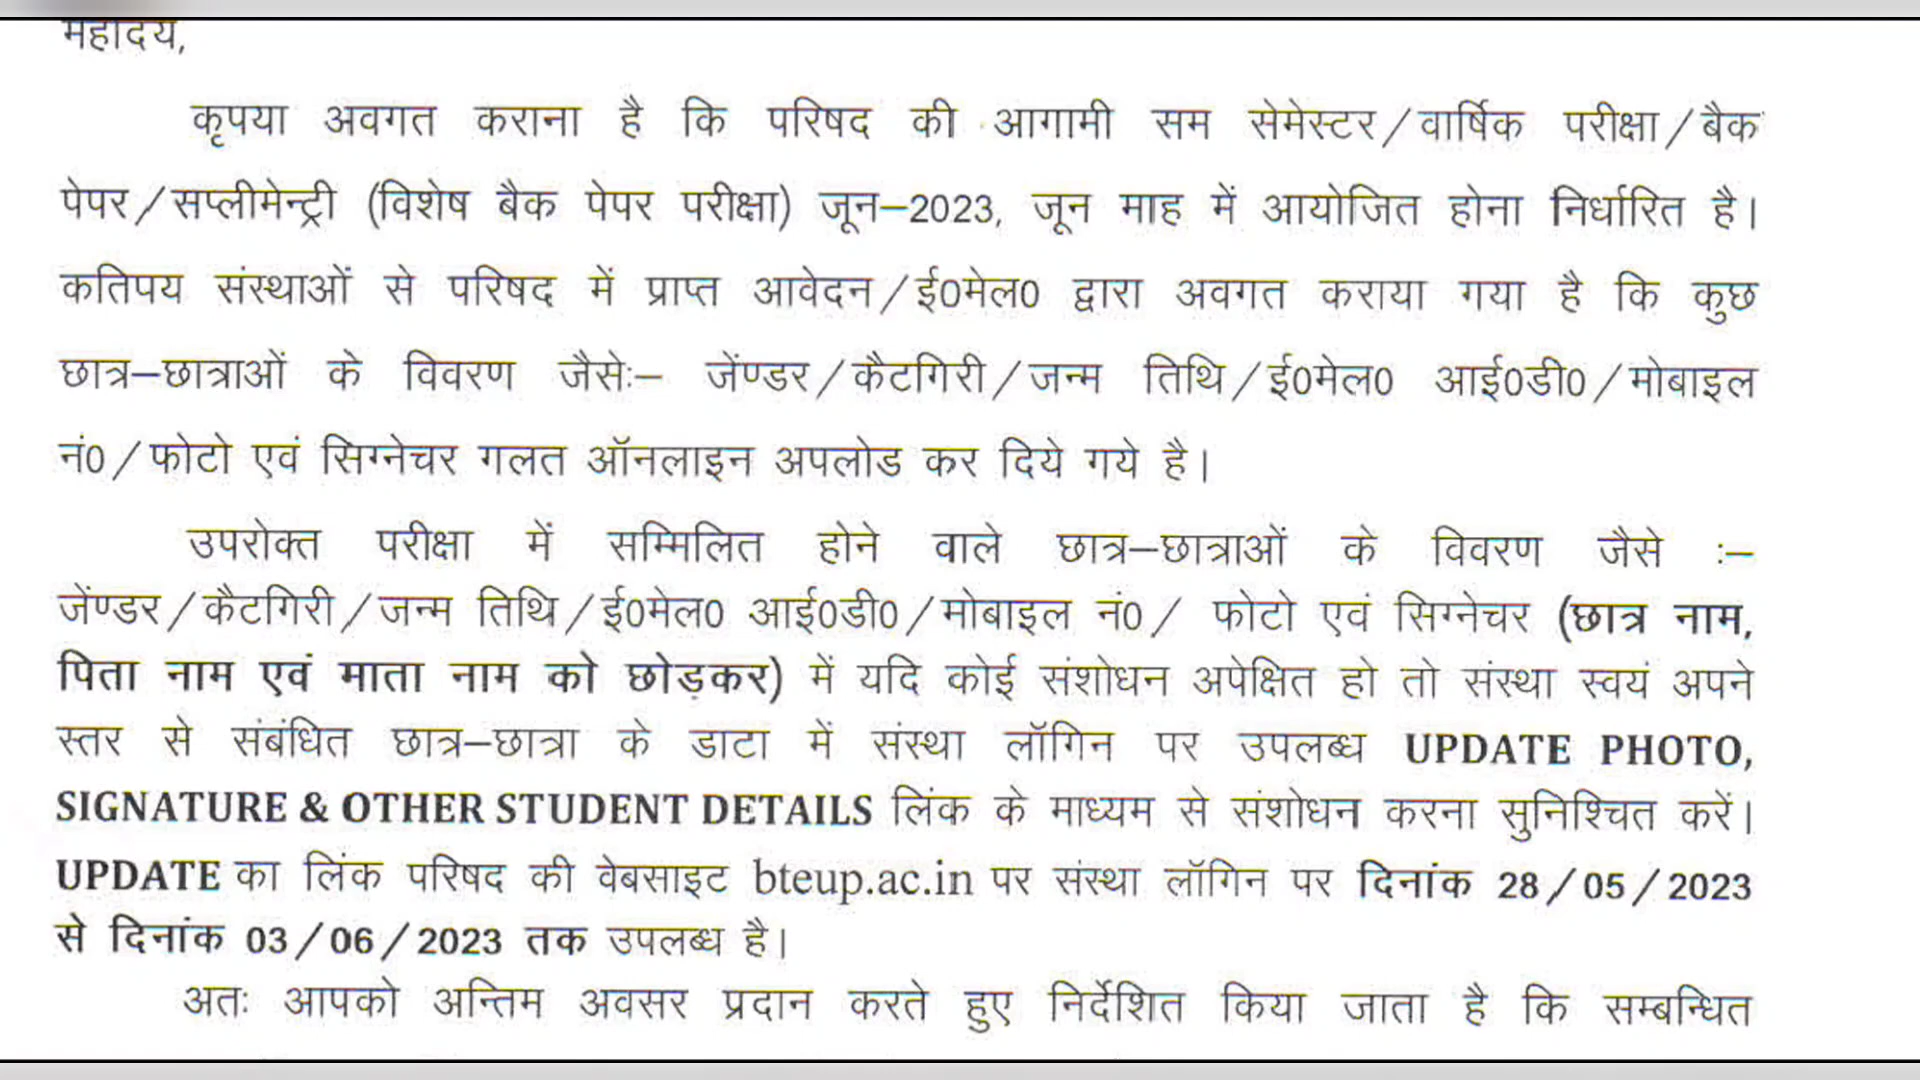 महोदय,
कृपया अवगत कराना है कि परिषद की आगामी सम सेमेस्टर/वार्षिक परीक्षा/बैक
पेपर/सप्लीमेन्ट्री (विशेष बैक पेपर परीक्षा) जून–2023, जून माह में आयोजित होना निर्धारित है।
कतिपय संस्थाओं से परिषद में प्राप्त आवेदन/ई0मेल0 द्वारा अवगत कराया गया है कि कुछ
छात्र–छात्राओं के विवरण जैसेः– जेंण्डर/कैटगिरी/जन्म तिथि/ई0मेल0 आई0डी0/मोबाइल
नं0/फोटो एवं सिग्नेचर गलत ऑनलाइन अपलोड कर दिये गये है।
उपरोक्त परीक्षा में सम्मिलित होने वाले छात्र–छात्राओं के विवरण जैसे :–
जेंण्डर/कैटगिरी/जन्म तिथि/ई0मेल0 आई0डी0/मोबाइल नं0/ फोटो एवं सिग्नेचर (छात्र नाम,
पिता नाम एवं माता नाम को छोड़कर) में यदि कोई संशोधन अपेक्षित हो तो संस्था स्वयं अपने
स्तर से संबंधित छात्र–छात्रा के डाटा में संस्था लॉगिन पर उपलब्ध UPDATE PHOTO,
SIGNATURE & OTHER STUDENT DETAILS लिंक के माध्यम से संशोधन करना सुनिश्चित करें।
UPDATE का लिंक परिषद की वेबसाइट bteup.ac.in पर संस्था लॉगिन पर दिनांक 28/05/2023
से दिनांक 03/06/2023 तक उपलब्ध है।
अतः आपको अन्तिम अवसर प्रदान करते हुए निर्देशित किया जाता है कि सम्बन्धित